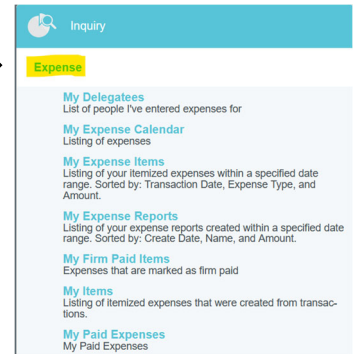 Inquiry
Expense
My Delegatees
List of people I've entered expenses for
My Expense Calendar
Listing of expenses
My Expense Items
Listing of your itemized expenses within a specified date
range. Sorted by: Transaction Date, Expense Type, and
Amount.
My Expense Reports
Listing of your expense reports created within a specified date
range. Sorted by: Create Date, Name, and Amount.
My Firm Paid Items
Expenses that are marked as firm paid
My Items
Listing of itemized expenses that were created from transac-
tions.
My Paid Expenses
My Paid Expenses